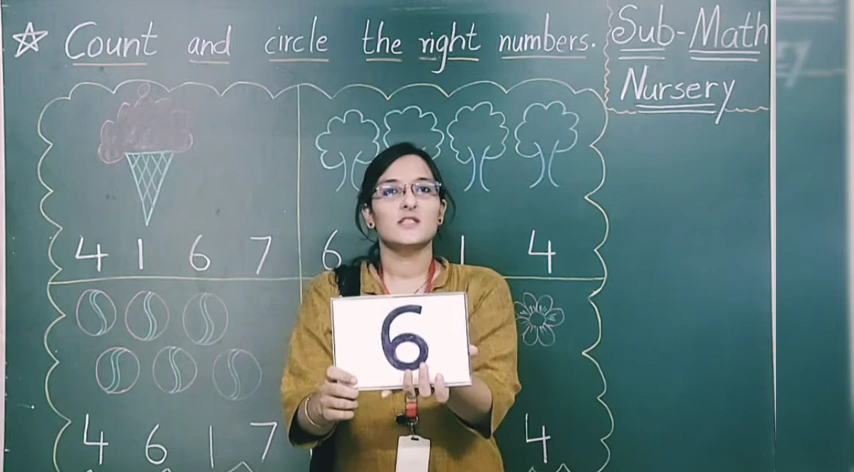 Count and circle the right numbers.
Sub-Math
Nursery
4 1 6 7
6 1 4
6
4 6 1 7
4